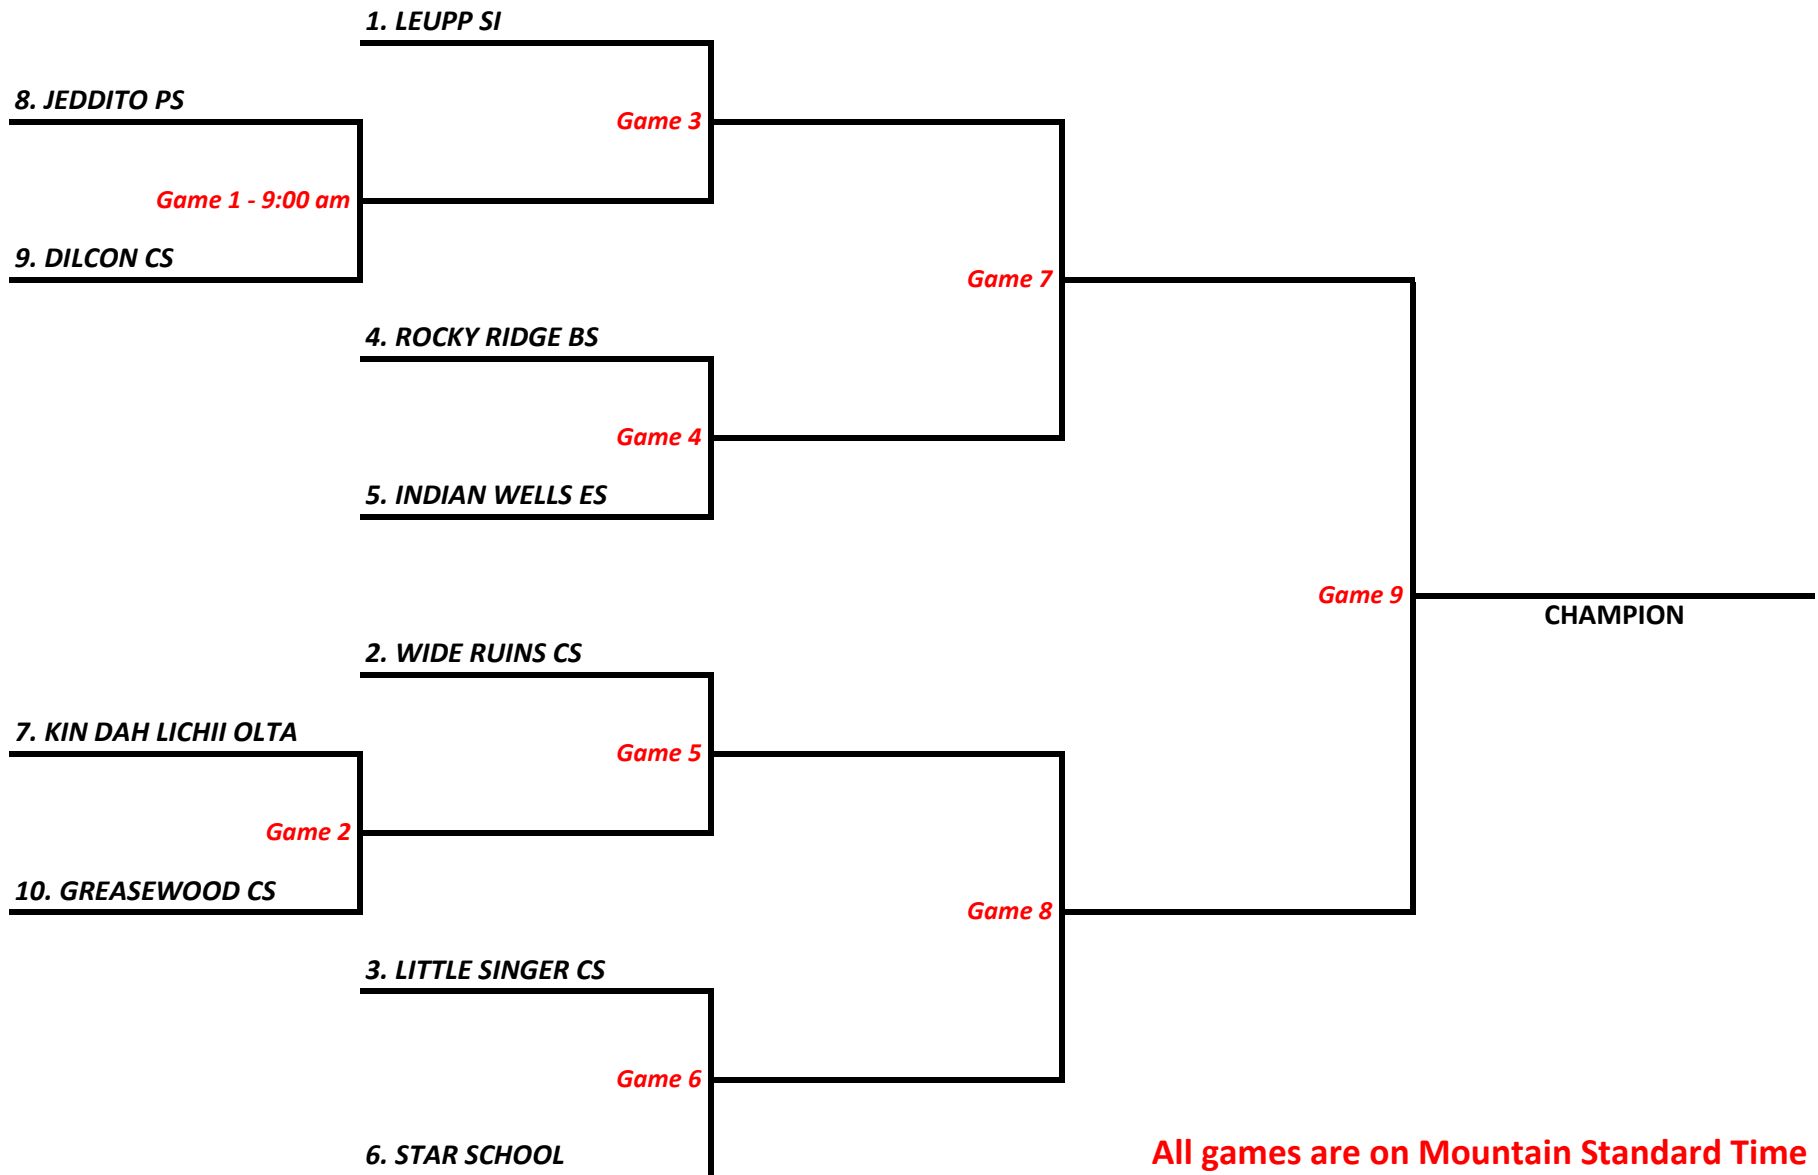 1. LEUPP SI
8. JEDDITO PS
Game 3
Game 1 - 9:00 am
9. DILCON CS
Game 7
4. ROCKY RIDGE BS
Game 4
5. INDIAN WELLS ES
Game 9
CHAMPION
2. WIDE RUINS CS
7. KIN DAH LICHII OLTA
Game 5
Game 2
10. GREASEWOOD CS
Game 8
3. LITTLE SINGER CS
Game 6
6. STAR SCHOOL
All games are on Mountain Standard Time